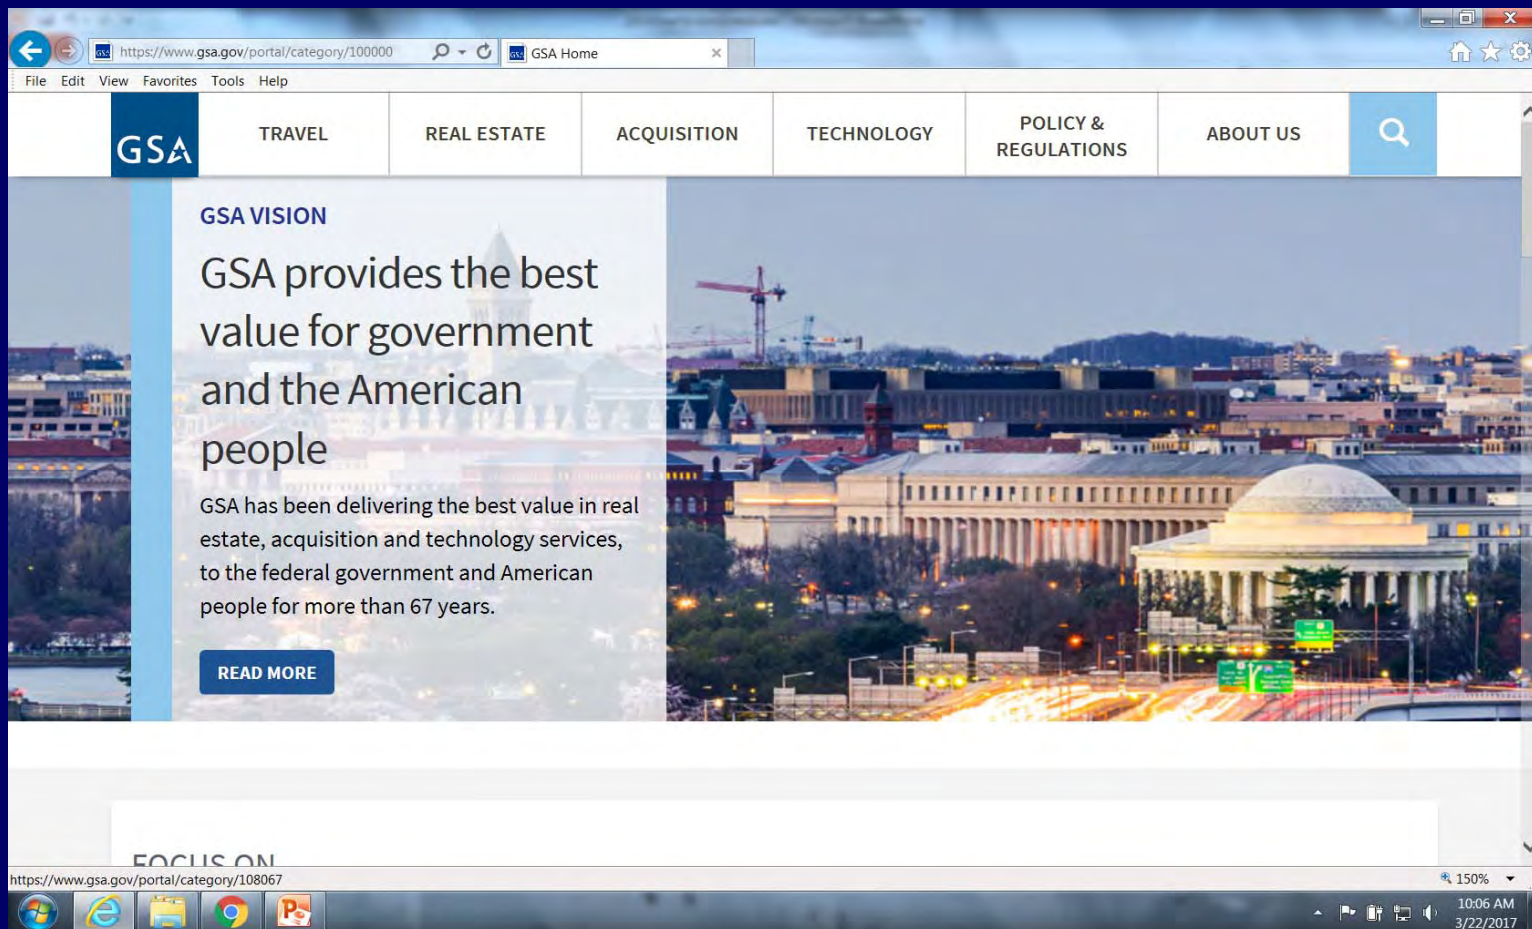 https://www.gsa.gov/portal/category/100000
GSA Home
File Edit View Favorites Tools Help
GSA
TRAVEL
REAL ESTATE
ACQUISITION
TECHNOLOGY
POLICY &
REGULATIONS
ABOUT US
GSA VISION
GSA provides the best
value for government
and the American
people
GSA has been delivering the best value in real
estate, acquisition and technology services,
to the federal government and American
people for more than 67 years.
READ MORE
FOCUS ON
https://www.gsa.gov/portal/category/108067
150%
10:06 AM
3/22/2017